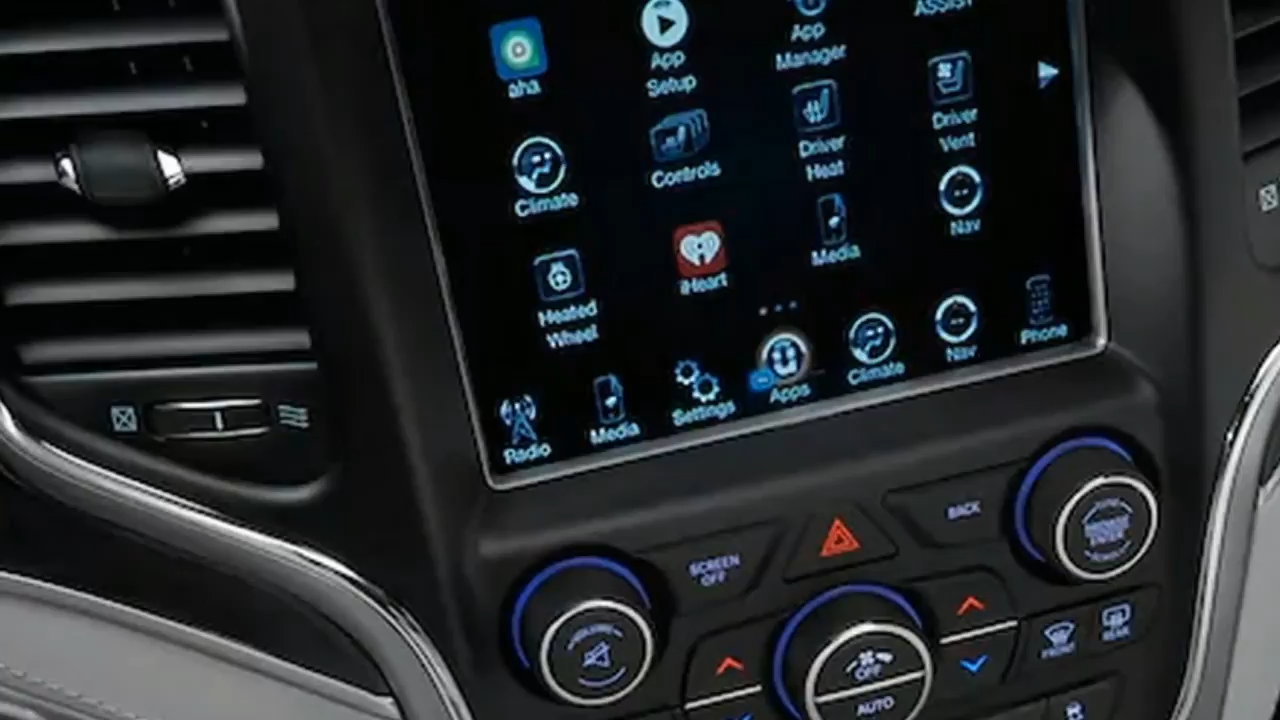 ASSIST
aha
App
Setup
App
Manager
Climate
Controls
Driver
Heat
Driver
Vent
Heated
Wheel
iHeart
Media
Nav
Radio
Media
Settings
Apps
Climate
Nav
Phone
SCREEN
OFF
BACK
ENTER
OFF
AUTO
FRONT
REAR